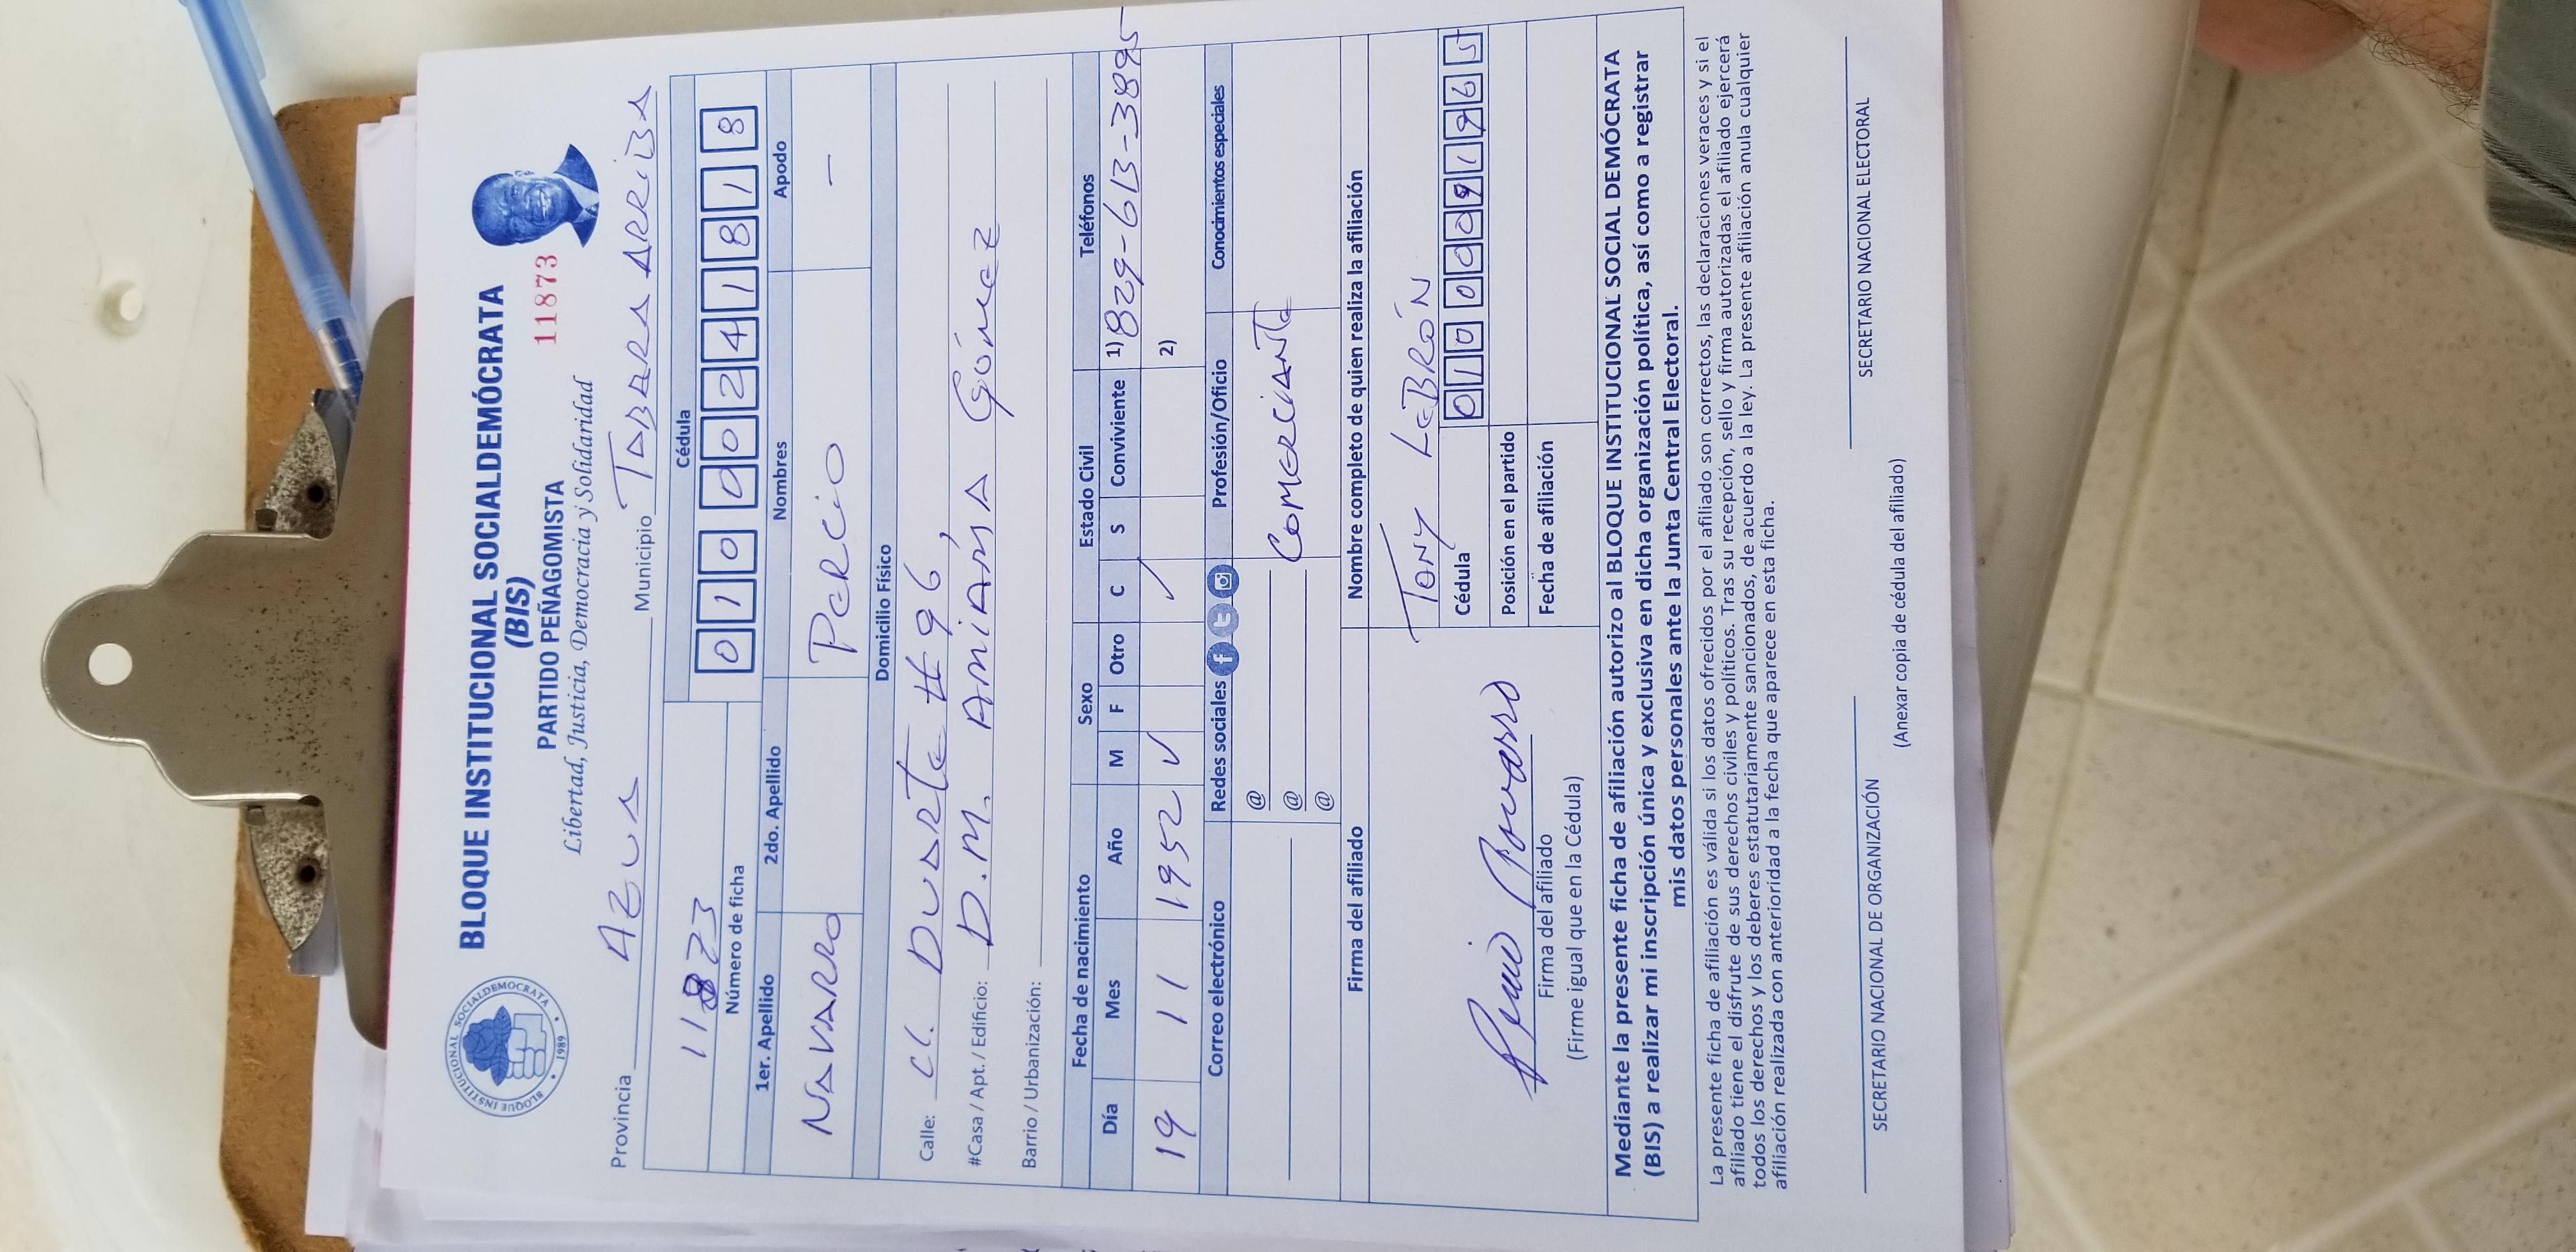 BLOQUE INSTITUCIONAL SOCIALDEMÓCRATA
(BIS)
PARTIDO PEÑAGOMISTA
11873
Libertad, Justicia, Democracia y Solidaridad
BLOQUE INSTITUCIONAL SOCIALDEMOCRATA • 1989 •
Provincia AZUA Municipio TABARA ARRIBA
11873
Número de ficha
Cédula
0 1 0 0 0 2 4 1 8 1 8
1er. Apellido 2do. Apellido Nombres Apodo
NAVARRO Percio —
Domicilio Físico
Calle: Cl. Duarte #96,
#Casa / Apt. / Edificio: D.M. AMIAMA Gómez
Barrio / Urbanización:
Fecha de nacimiento Sexo Estado Civil Teléfonos
Día Mes Año M F Otro C S Conviviente 1) 829-613-3895
19 11 1952 ✓ ✓ 2)
Correo electrónico Redes sociales Profesión/Oficio Conocimientos especiales
@
@
@
Comerciante
Firma del afiliado Nombre completo de quien realiza la afiliación
Tony LeBRÓN
Cédula 0 1 0 0 0 9 1 9 6 5
Posición en el partido
Fecha de afiliación
Percio Navarro
Firma del afiliado
(Firme igual que en la Cédula)
Mediante la presente ficha de afiliación autorizo al BLOQUE INSTITUCIONAL SOCIAL DEMÓCRATA
(BIS) a realizar mi inscripción única y exclusiva en dicha organización política, así como a registrar
mis datos personales ante la Junta Central Electoral.
La presente ficha de afiliación es válida si los datos ofrecidos por el afiliado son correctos, las declaraciones veraces y si el
afiliado tiene el disfrute de sus derechos civiles y políticos. Tras su recepción, sello y firma autorizadas el afiliado ejercerá
todos los derechos y los deberes estatutariamente sancionados, de acuerdo a la ley. La presente afiliación anula cualquier
afiliación realizada con anterioridad a la fecha que aparece en esta ficha.
SECRETARIO NACIONAL DE ORGANIZACIÓN SECRETARIO NACIONAL ELECTORAL
(Anexar copia de cédula del afiliado)